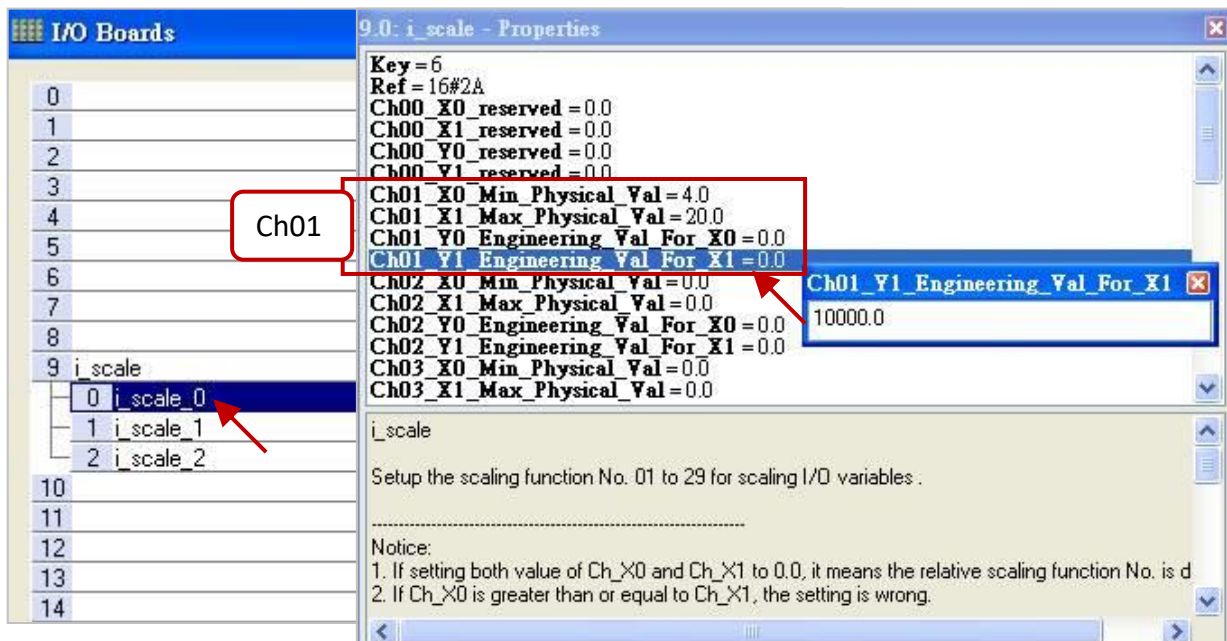 I/O Boards
0
1
2
3
4
5
6
7
8
9 i_scale
0 i_scale_0
1 i_scale_1
2 i_scale_2
10
11
12
13
14
Ch01
9.0: i_scale - Properties
Key = 6
Ref = 16#2A
Ch00_X0_reserved = 0.0
Ch00_X1_reserved = 0.0
Ch00_Y0_reserved = 0.0
Ch00_Y1_reserved = 0.0
Ch01_X0_Min_Physical_Val = 4.0
Ch01_X1_Max_Physical_Val = 20.0
Ch01_Y0_Engineering_Val_For_X0 = 0.0
Ch01_Y1_Engineering_Val_For_X1 = 0.0
Ch02_X0_Min_Physical_Val = 0.0
Ch02_X1_Max_Physical_Val = 0.0
Ch02_Y0_Engineering_Val_For_X0 = 0.0
Ch02_Y1_Engineering_Val_For_X1 = 0.0
Ch03_X0_Min_Physical_Val = 0.0
Ch03_X1_Max_Physical_Val = 0.0
Ch01_Y1_Engineering_Val_For_X1
10000.0
i_scale
Setup the scaling function No. 01 to 29 for scaling I/O variables .
----------------------------------------------------------------------
Notice:
1. If setting both value of Ch_X0 and Ch_X1 to 0.0, it means the relative scaling function No. is d
2. If Ch_X0 is greater than or equal to Ch_X1, the setting is wrong.